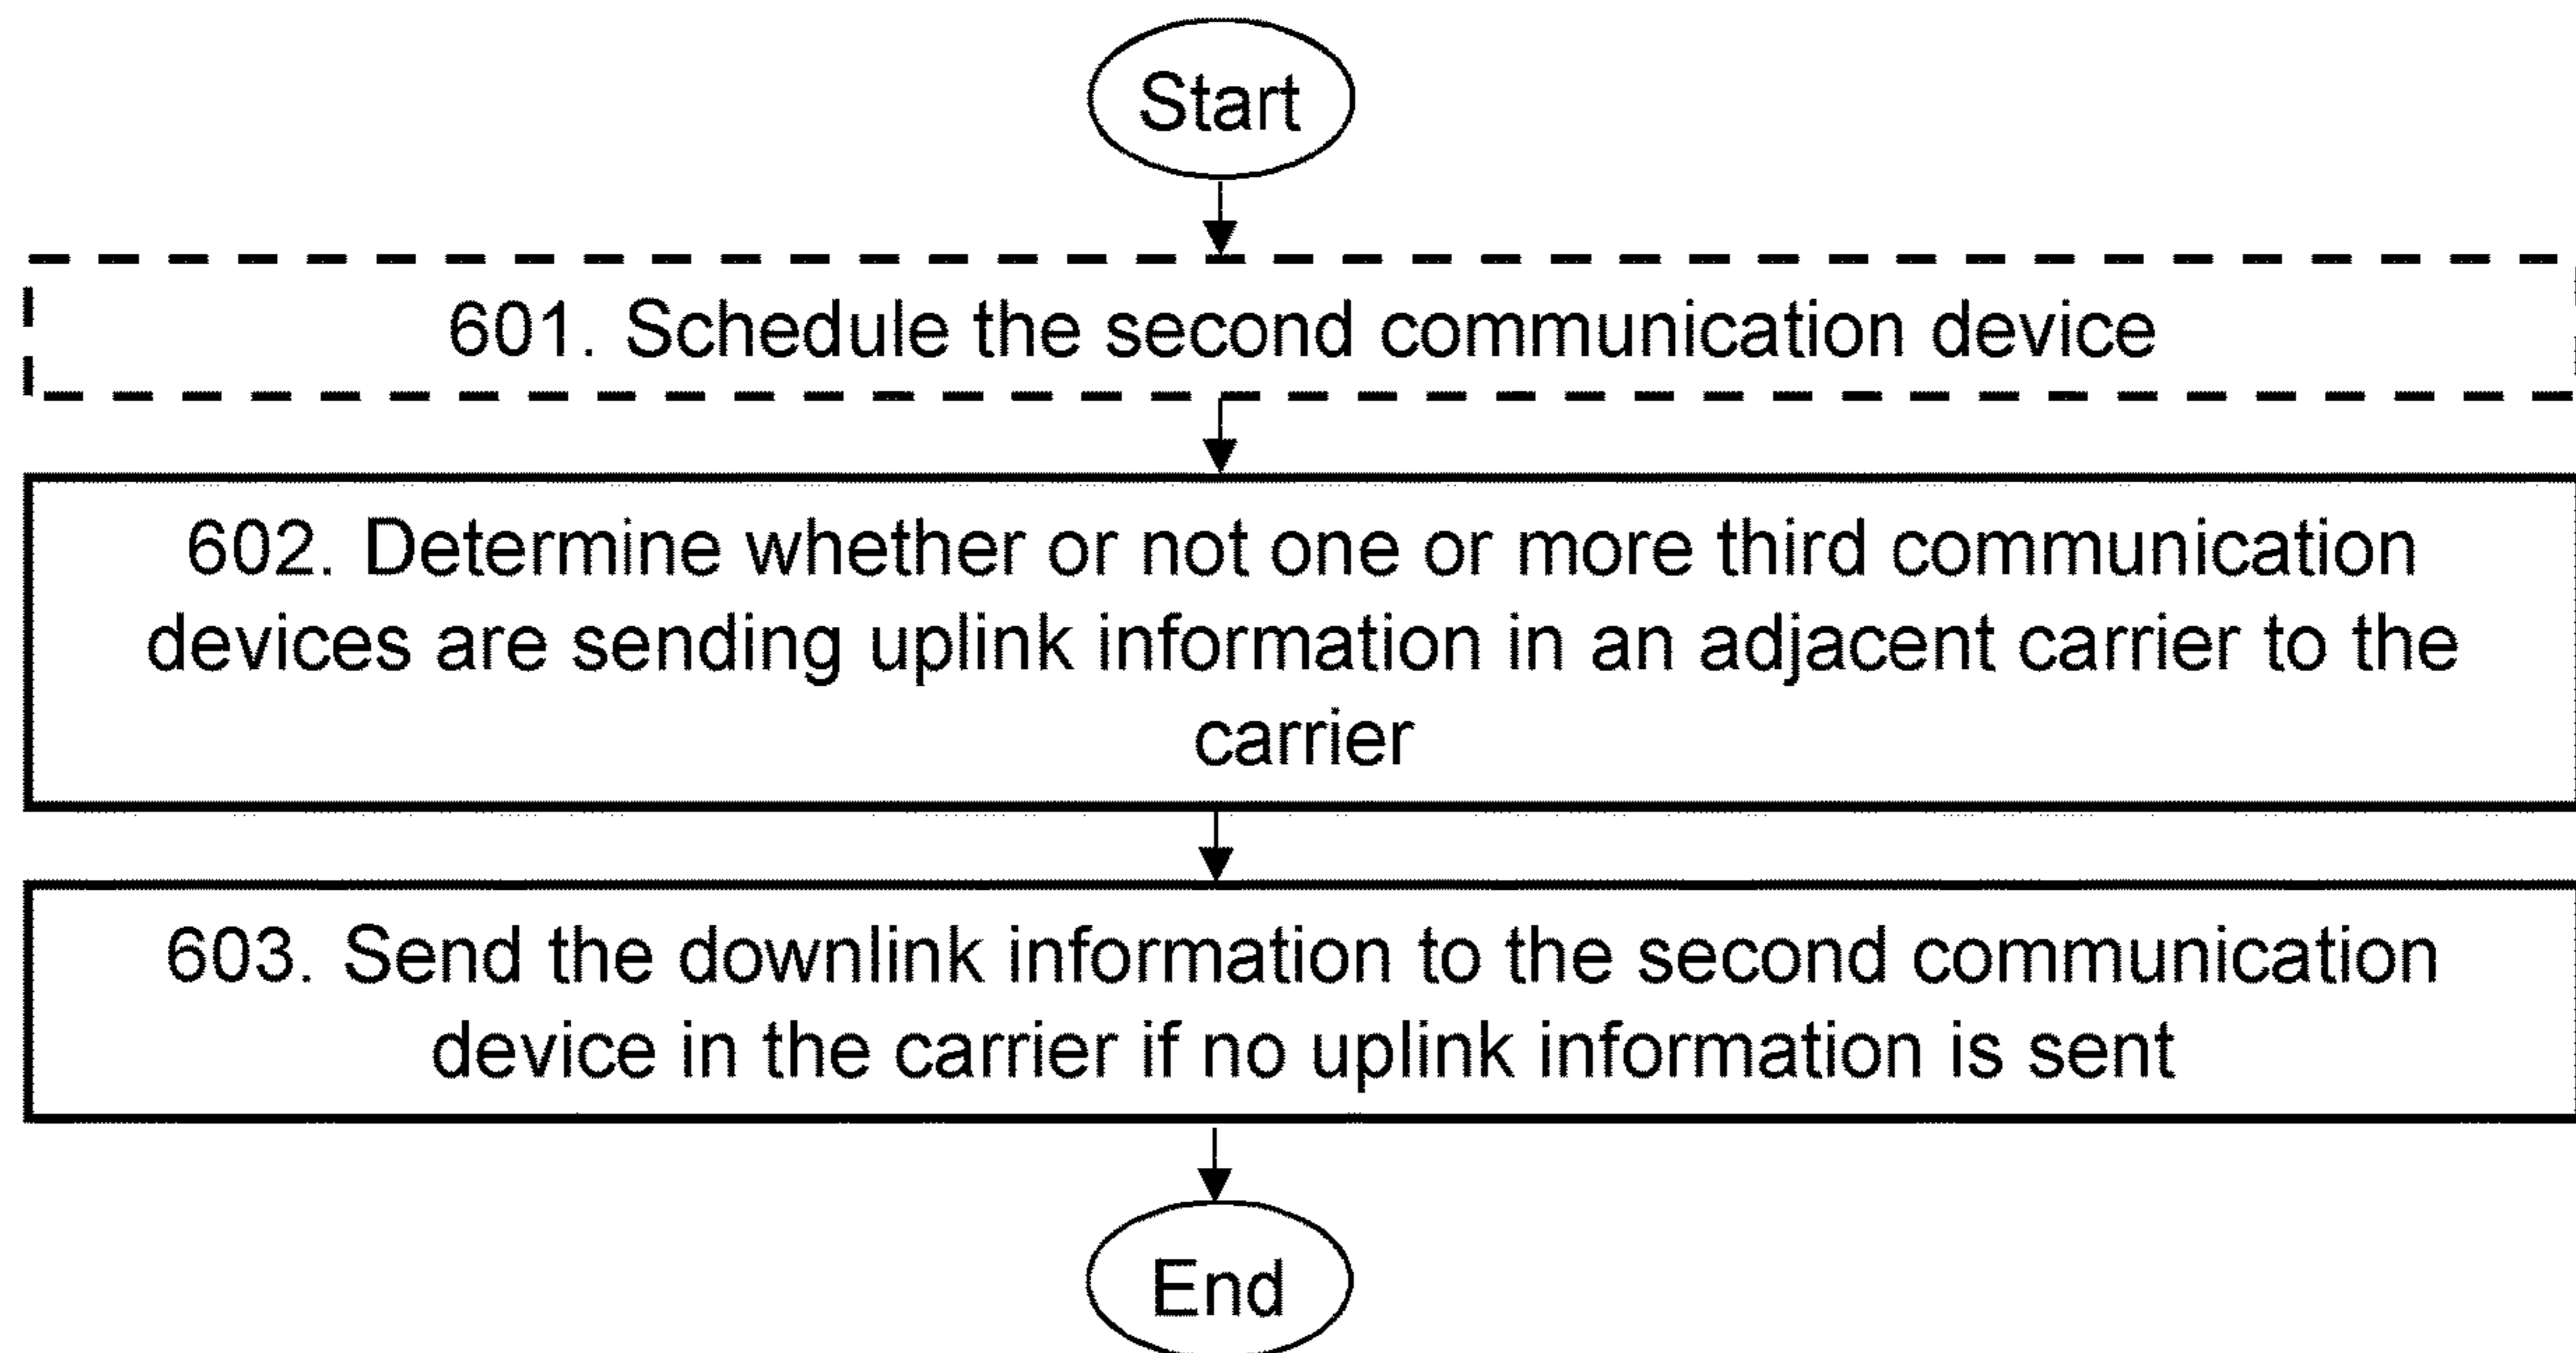 Start
601. Schedule the second communication device
602. Determine whether or not one or more third communication
devices are sending uplink information in an adjacent carrier to the
carrier
603. Send the downlink information to the second communication
device in the carrier if no uplink information is sent
End